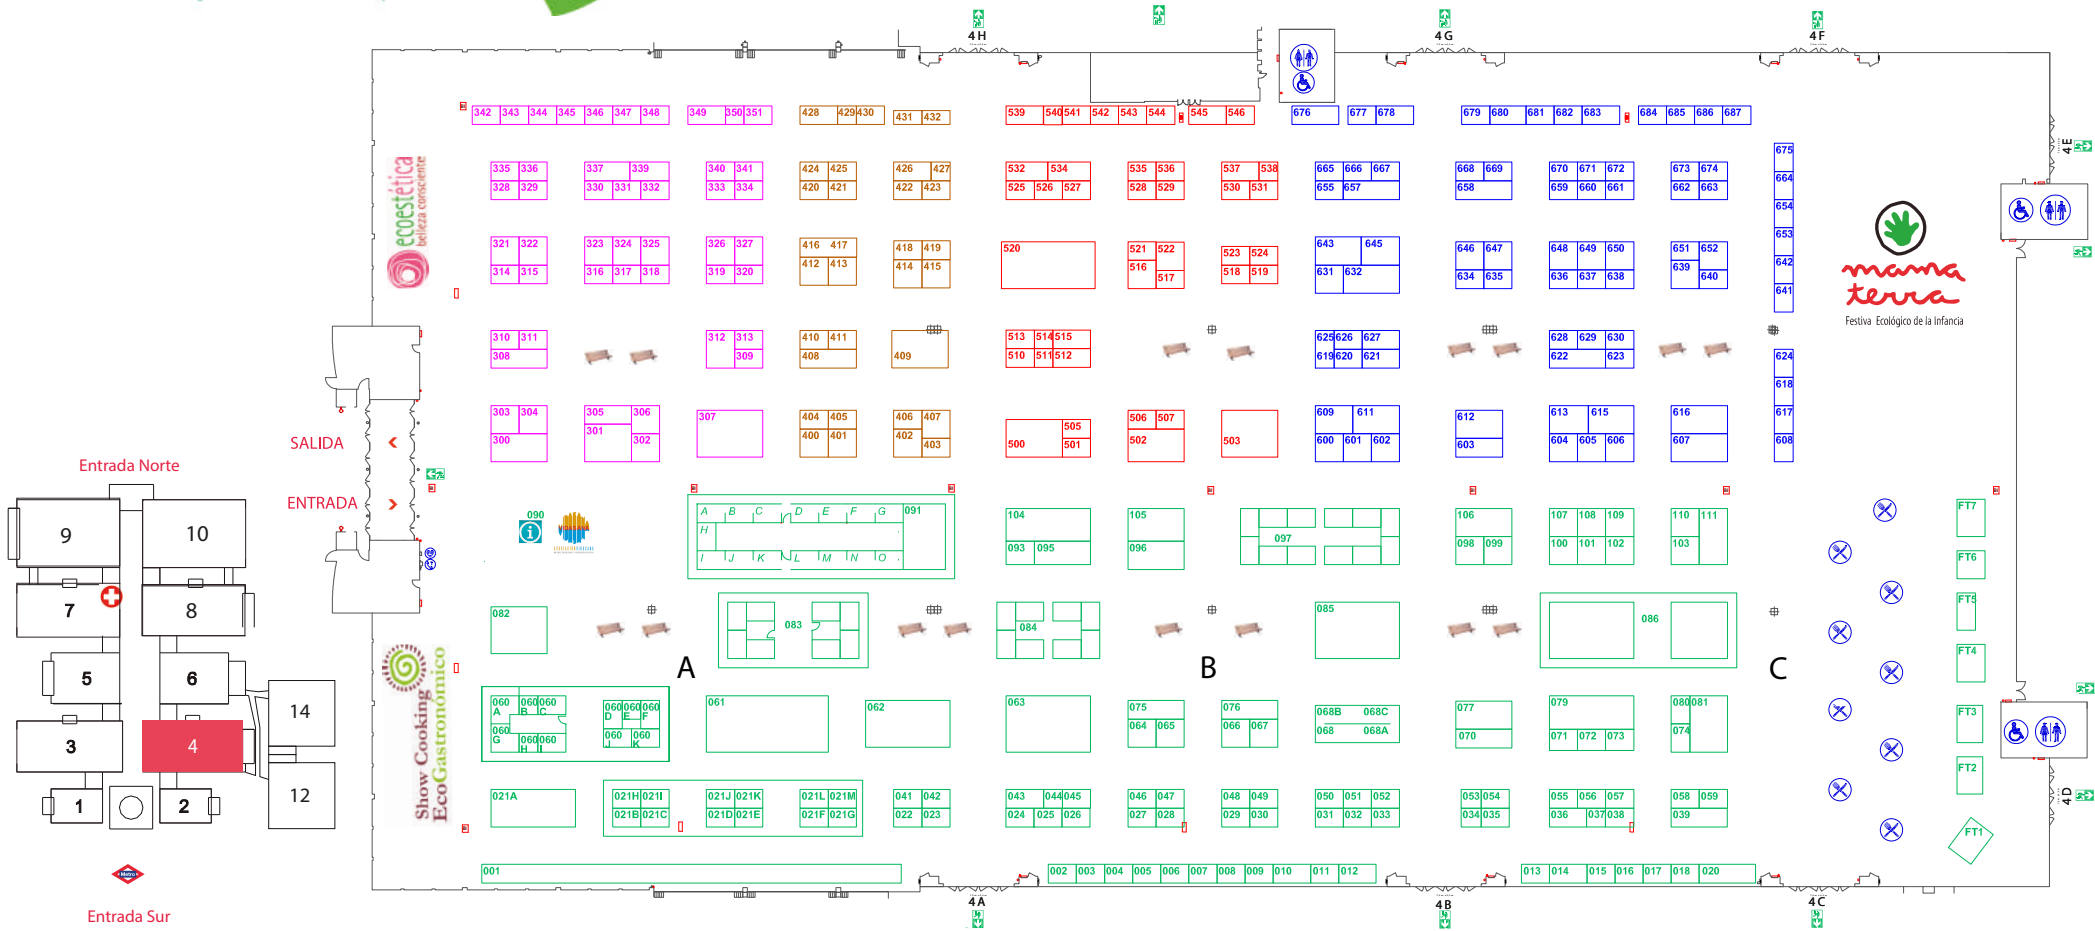 4H
4G
4F
342 343 344 345 346 347 348 349 350 351 428 429 430 431 432 539 540 541 542 543 544 545 546 676 677 678 679 680 681 682 683 684 685 686 687
ecoestética
belleza consciente
335 336 337 339 340 341 424 425 426 427 532 534 535 536 537 538 665 666 667 668 669 670 671 672 673 674 675
4E
328 329 330 331 332 333 334 420 421 422 423 525 526 527 528 529 530 531 655 657 658 659 660 661 662 663 664
654
653
321 322 323 324 325 326 327 416 417 418 419 520 521 522 523 524 643 645 646 647 648 649 650 651 652
314 315 316 317 318 319 320 412 413 414 415 516 517 518 519 631 632 634 635 636 637 638 639 640 642
641
mama
terra
Festiva Ecológico de la Infancia
310 311 312 313 410 411 409 513 514 515 625 626 627 628 629 630
308 309 408 510 511 512 619 620 621 622 623 624
618
303 304 305 306 307 404 405 406 407 505 506 507 609 611 612 613 615 616 617
300 301 302 400 401 402 403 500 501 502 503 600 601 602 603 604 605 606 607 608
SALIDA
ENTRADA
Entrada Norte
9
10
7
8
5
6
3
4
14
12
1
2
Metro
Entrada Sur
090
VIDASANA
A B C D E F G 091
H
I J K L M N O
104 105 097 106 107 108 109 110 111
093 095 096 098 099 100 101 102 103
FT7
FT6
FT5
FT4
FT3
FT2
FT1
082 083 084 085 086
A
B
C
Show Cooking
EcoGastronómico
060 A 060 B 060 C 060 D 060 E 060 F 061 062 063 075 076 068B 068C 077 079 080 081
060 G 060 H 060 I 060 J 060 K 064 065 066 067 068 068A 070 071 072 073 074
021A 021H 021I 021J 021K 021L 021M 041 042 043 044 045 046 047 048 049 050 051 052 053 054 055 056 057 058 059
021B 021C 021D 021E 021F 021G 022 023 024 025 026 027 028 029 030 031 032 033 034 035 036 037 038 039
4D
001 002 003 004 005 006 007 008 009 010 011 012 013 014 015 016 017 018 020
4A
4B
4C